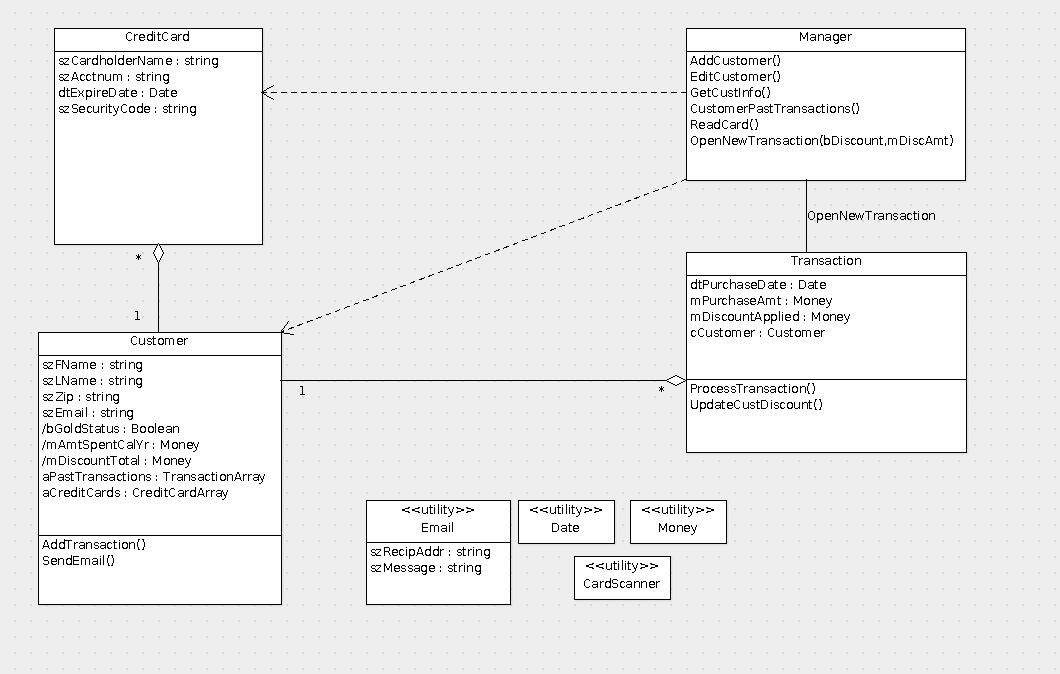 CreditCard
szCardholderName : string
szAcctnum : string
dtExpireDate : Date
szSecurityCode : string
Manager
AddCustomer()
EditCustomer()
GetCustInfo()
CustomerPastTransactions()
ReadCard()
OpenNewTransaction(bDiscount,mDiscAmt)
OpenNewTransaction
*
1
Transaction
dtPurchaseDate : Date
mPurchaseAmt : Money
mDiscountApplied : Money
cCustomer : Customer
ProcessTransaction()
UpdateCustDiscount()
Customer
szFName : string
szLName : string
szZip : string
szEmail : string
/bGoldStatus : Boolean
/mAmtSpentCalYr : Money
/mDiscountTotal : Money
aPastTransactions : TransactionArray
aCreditCards : CreditCardArray
AddTransaction()
SendEmail()
1
*
<<utility>>
Email
szRecipAddr : string
szMessage : string
<<utility>>
Date
<<utility>>
Money
<<utility>>
CardScanner